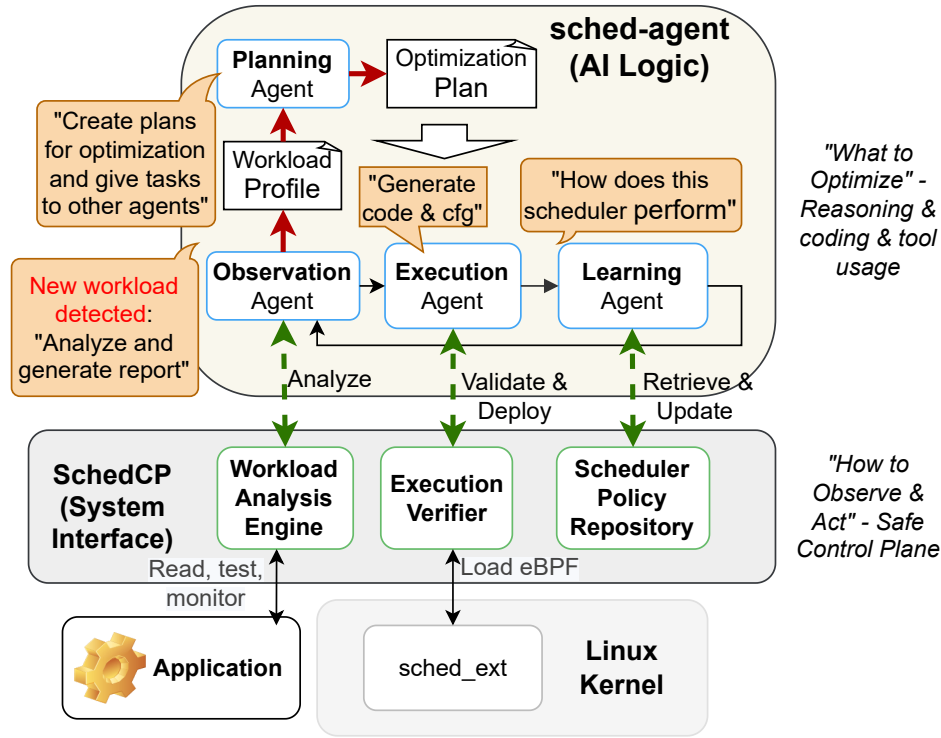 sched-agent
(AI Logic)
Planning
Agent
Optimization
Plan
"Create plans
for optimization
and give tasks
to other agents"
Workload
Profile
"Generate
code & cfg"
"How does this
scheduler perform"
"What to
Optimize" -
Reasoning &
coding & tool
usage
New workload
detected:
"Analyze and
generate report"
Observation
Agent
Execution
Agent
Learning
Agent
Analyze
Validate &
Deploy
Retrieve &
Update
SchedCP
(System
Interface)
Workload
Analysis
Engine
Execution
Verifier
Scheduler
Policy
Repository
"How to
Observe &
Act" - Safe
Control Plane
Read, test,
monitor
Load eBPF
Application
sched_ext
Linux
Kernel